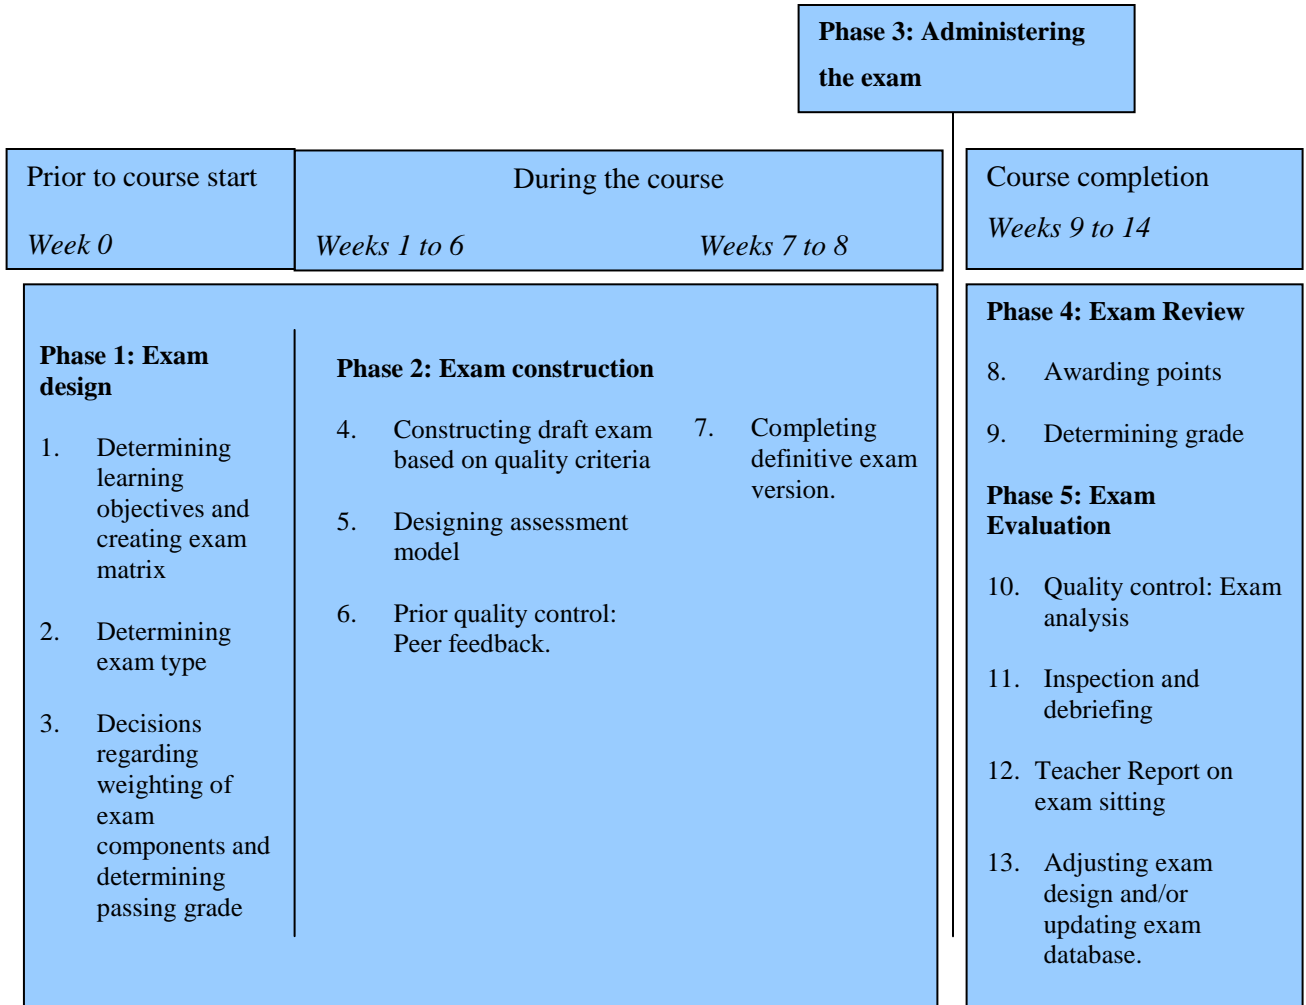 Phase 3: Administering
the exam
Prior to course start
Week 0
During the course
Weeks 1 to 6
Weeks 7 to 8
Course completion
Weeks 9 to 14
Phase 1: Exam
design
1. Determining
learning
objectives and
creating exam
matrix
2. Determining
exam type
3. Decisions
regarding
weighting of
exam
components and
determining
passing grade
Phase 2: Exam construction
4. Constructing draft exam
based on quality criteria
5. Designing assessment
model
6. Prior quality control:
Peer feedback.
7. Completing
definitive exam
version.
Phase 4: Exam Review
8. Awarding points
9. Determining grade
Phase 5: Exam
Evaluation
10. Quality control: Exam
analysis
11. Inspection and
debriefing
12. Teacher Report on
exam sitting
13. Adjusting exam
design and/or
updating exam
database.